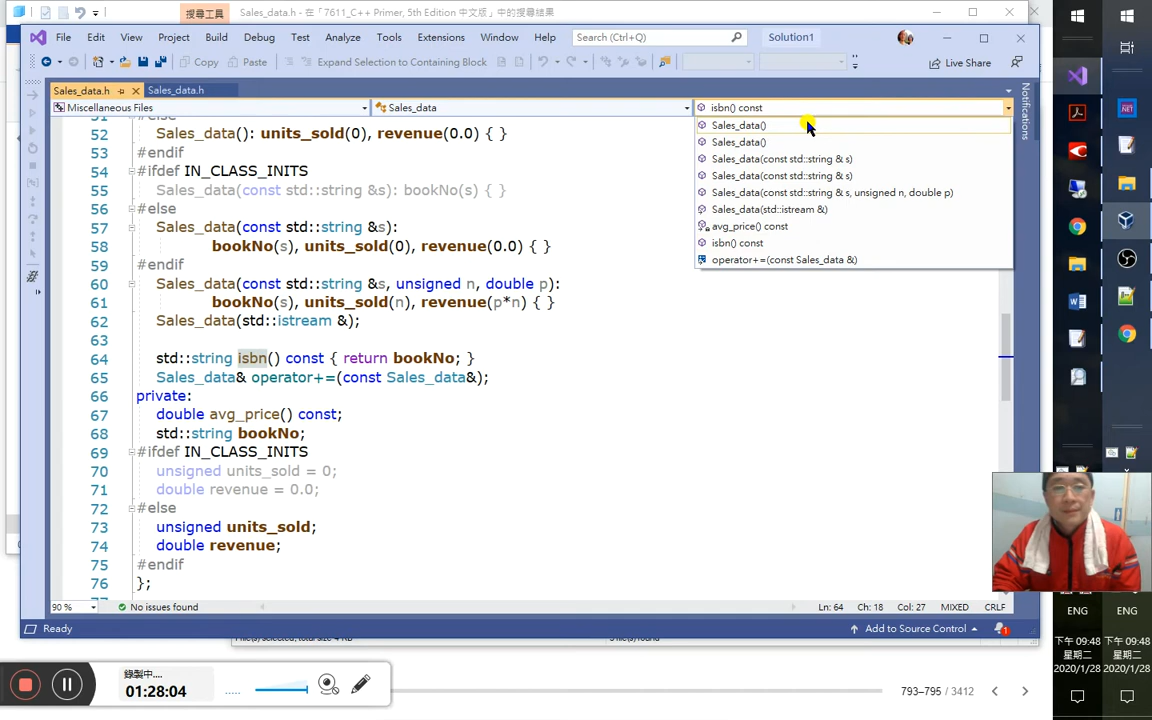 搜尋工具
Sales_data.h - 在「7611_C++ Primer, 5th Edition 中文版」中的搜尋結果
File Edit View Project Build Debug Test Analyze Tools Extensions Window Help Search (Ctrl+Q) Solution1
Copy Paste Expand Selection to Containing Block Live Share
Sales_data.h Sales_data.h
Miscellaneous Files Sales_data isbn() const
Sales_data()
Sales_data()
Sales_data(const std::string & s)
Sales_data(const std::string & s)
Sales_data(const std::string & s, unsigned n, double p)
Sales_data(std::istream &)
avg_price() const
isbn() const
operator+=(const Sales_data &)
Notifications
51 #else
52 Sales_data(): units_sold(0), revenue(0.0) { }
53 #endif
54 #ifdef IN_CLASS_INITS
55 Sales_data(const std::string &s): bookNo(s) { }
56 #else
57 Sales_data(const std::string &s):
58 bookNo(s), units_sold(0), revenue(0.0) { }
59 #endif
60 Sales_data(const std::string &s, unsigned n, double p):
61 bookNo(s), units_sold(n), revenue(p*n) { }
62 Sales_data(std::istream &);
63
64 std::string isbn() const { return bookNo; }
65 Sales_data& operator+=(const Sales_data&);
66 private:
67 double avg_price() const;
68 std::string bookNo;
69 #ifdef IN_CLASS_INITS
70 unsigned units_sold = 0;
71 double revenue = 0.0;
72 #else
73 unsigned units_sold;
74 double revenue;
75 #endif
76 };
90 % No issues found Ln: 64 Ch: 18 Col: 27 MIXED CRLF
Ready Add to Source Control 1
ENG ENG
下午 09:48 下午 09:48
星期二 星期二
2020/1/28 2020/1/28
錄製中...
01:28:04
793–795 / 3412